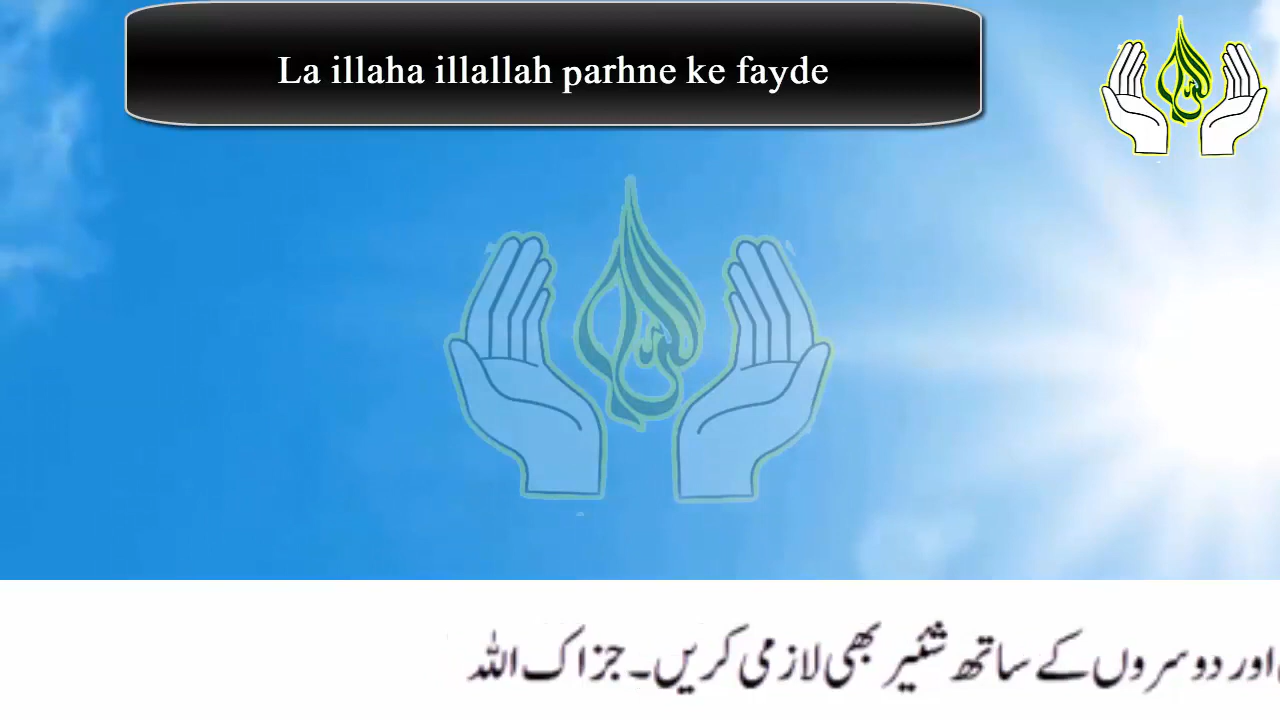 La illaha illallah parhne ke fayde
اور دوسروں کے ساتھ شئیر بھی لازمی کریں۔ جزاک اللہ